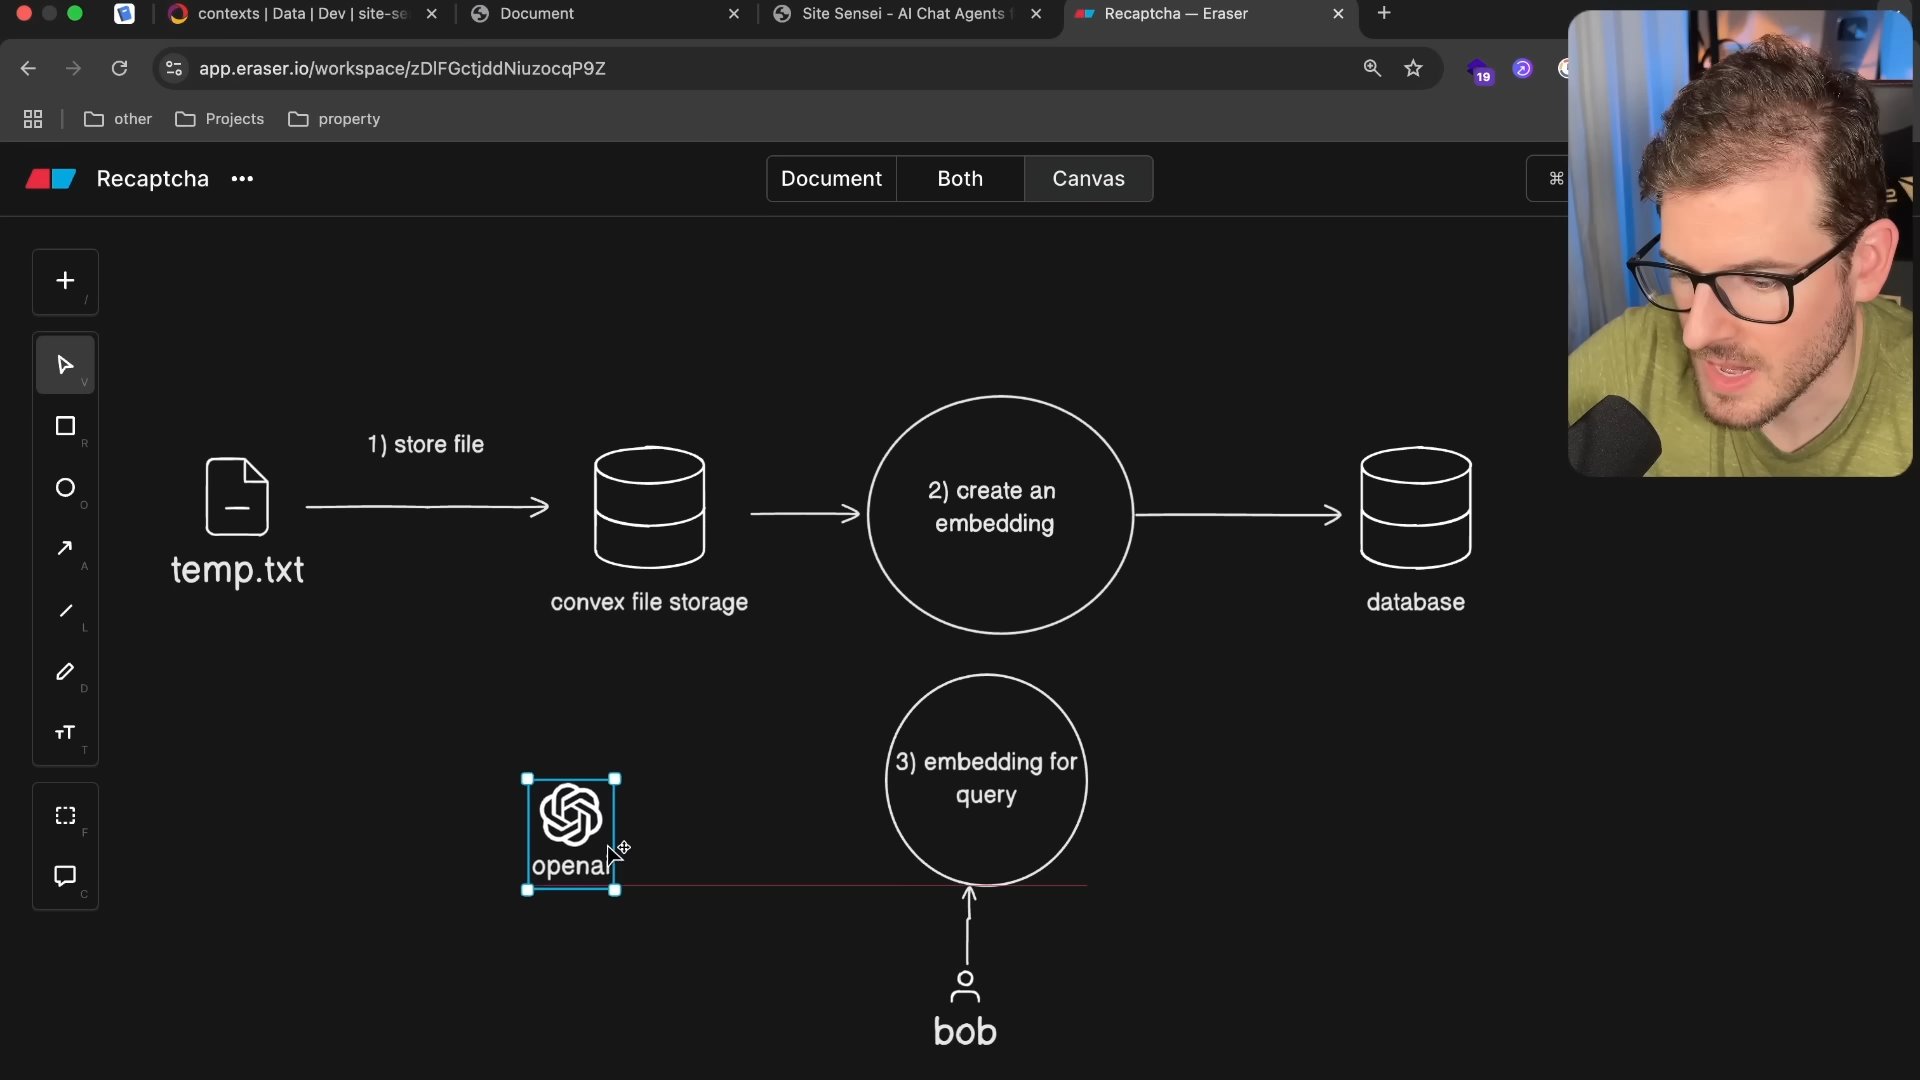 contexts | Data | Dev | site-se
Document
Site Sensei - AI Chat Agents
Recaptcha — Eraser
app.eraser.io/workspace/zDlFGctjddNiuzocqP9Z
19
other
Projects
property
Recaptcha
Document
Both
Canvas
⌘
/
V
R
O
A
L
D
T
F
C
1) store file
temp.txt
convex file storage
2) create an
embedding
database
3) embedding for
query
openai
bob